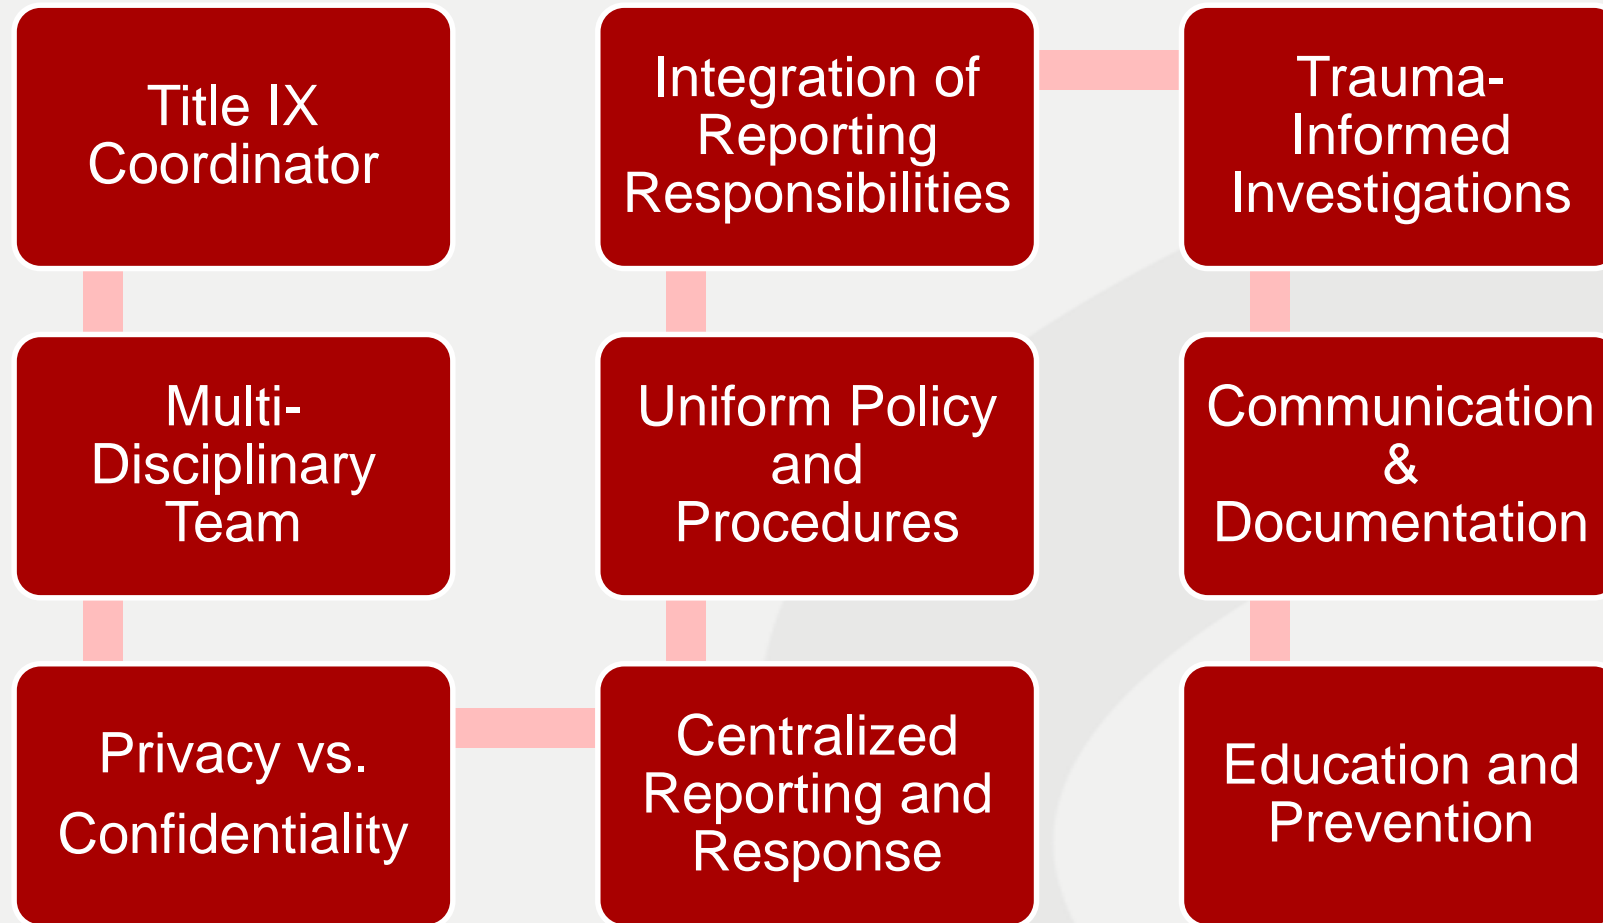 Title IX
Coordinator
Multi-
Disciplinary
Team
Privacy vs.
Confidentiality
Centralized
Reporting and
Response
Uniform Policy
and
Procedures
Integration of
Reporting
Responsibilities
Trauma-
Informed
Investigations
Communication
&
Documentation
Education and
Prevention